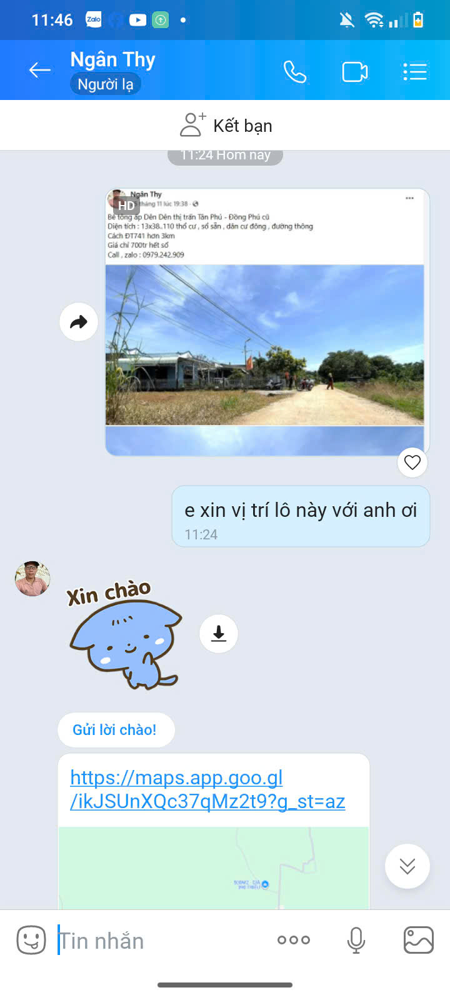 11:46
Zalo
Ngân Thy
Người lạ
Kết bạn
11:24 Hôm nay
Ngân Thy
HD
tháng 11 lúc 19:38
Bê tông ấp Dên Dên thị trấn Tân Phú - Đồng Phú cũ
Diện tích : 13x38..110 thổ cư , sổ sẵn , dân cư đông , đường thông
Cách ĐT741 hơn 3km
Giá chỉ 700tr hết số
Call , zalo : 0979.242.909
e xin vị trí lô này với anh ơi
11:24
Xin chào
Gửi lời chào!
https://maps.app.goo.gl
/ikJSUnXQc37qMz2t9?g_st=az
Tin nhắn